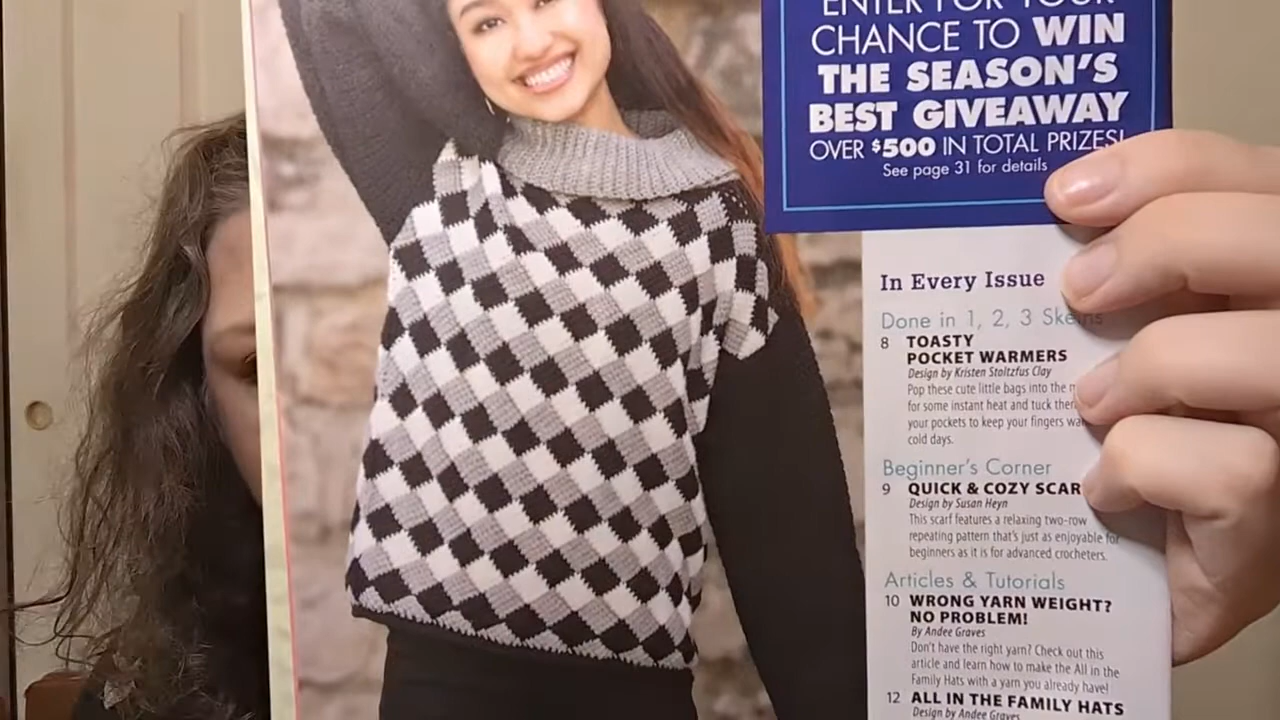 ENTER FOR YOUR
CHANCE TO WIN
THE SEASON'S
BEST GIVEAWAY
OVER $500 IN TOTAL PRIZES!
See page 31 for details
In Every Issue
Done in 1, 2, 3 Skeins
8 TOASTY
POCKET WARMERS
Design by Kristen Stoltzfus Clay
Pop these cute little bags into the
for some instant heat and tuck
your pockets to keep your fingers
cold days.
Beginner's Corner
9 QUICK & COZY SCARF
Design by Susan Heyn
This scarf features a relaxing two-row
repeating pattern that's just as enjoyable for
beginners as it is for advanced crocheters.
Articles & Tutorials
10 WRONG YARN WEIGHT?
NO PROBLEM!
By Andee Graves
Don't have the right yarn? Check out this
article and learn how to make the All in the
Family Hats with a yarn you already have!
12 ALL IN THE FAMILY HATS
Design by Andee Graves